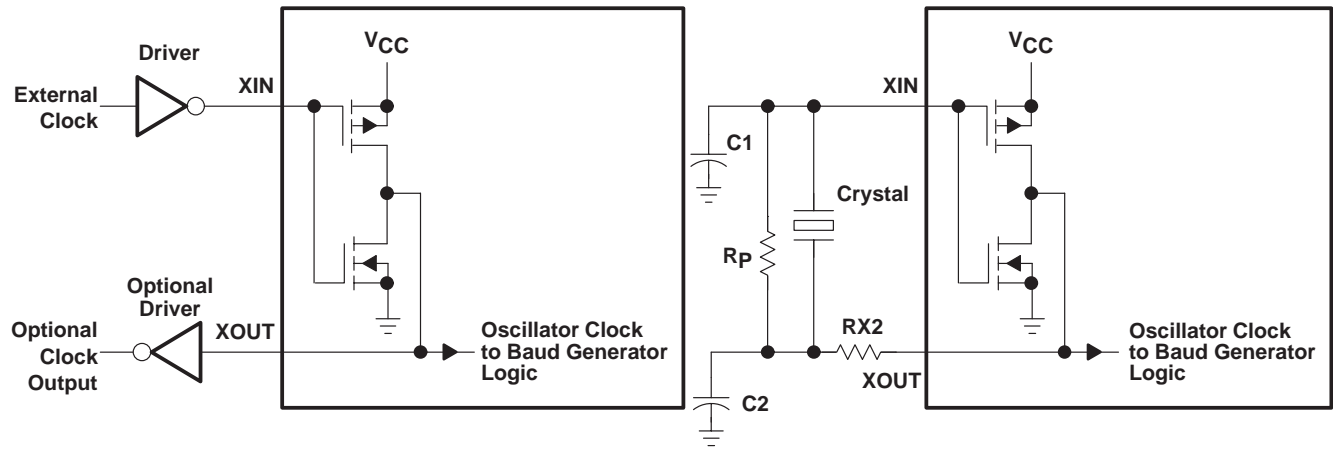 Driver
External
Clock
XIN
VCC
Optional
Driver
Optional
Clock
Output
XOUT
Oscillator Clock
to Baud Generator
Logic
VCC
XIN
C1
Crystal
RP
RX2
XOUT
C2
Oscillator Clock
to Baud Generator
Logic